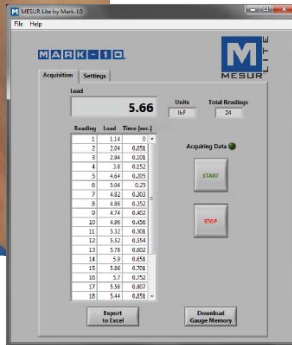 MESUR Lite by Mark-10
File Help
MARK-10
M
MESUR
LITE
Acquisition Settings
Load
5.66
Units
lbF
Total Readings
24
Reading Load Time [sec.]
1 1.14 0
2 2.04 0.051
3 2.94 0.101
4 3.8 0.152
5 4.64 0.205
6 5.04 0.25
7 4.82 0.303
8 4.86 0.352
9 4.74 0.402
10 4.96 0.456
11 5.32 0.501
12 5.52 0.554
13 5.78 0.602
14 5.9 0.651
15 5.86 0.701
16 5.7 0.752
17 5.56 0.807
18 5.44 0.851
Acquiring Data
START
STOP
Export
to Excel
Download
Gauge Memory